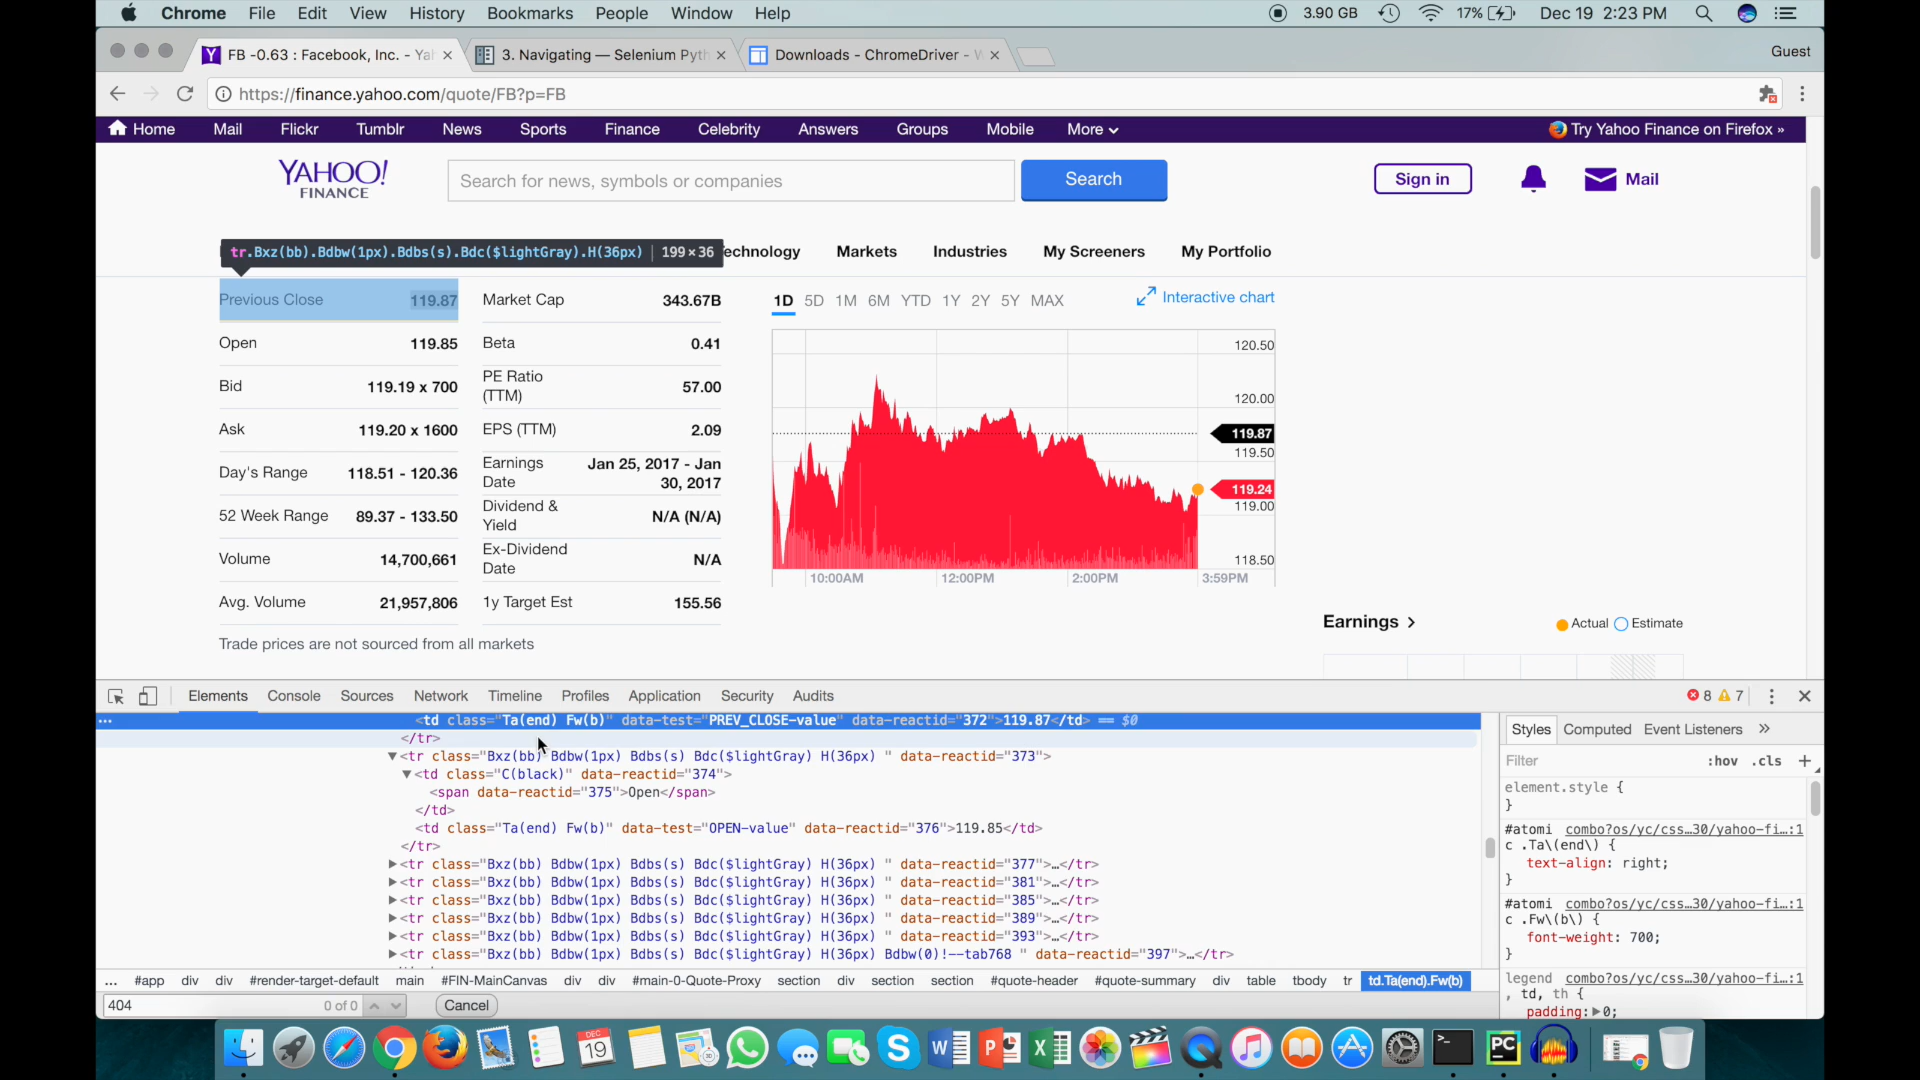 Chrome File Edit View History Bookmarks People Window Help 3.90 GB 17% Dec 19 2:23 PM
FB -0.63 : Facebook, Inc. - Ya 3. Navigating — Selenium Pyth Downloads - ChromeDriver - W Guest
https://finance.yahoo.com/quote/FB?p=FB
Home Mail Flickr Tumblr News Sports Finance Celebrity Answers Groups Mobile More Try Yahoo Finance on Firefox »
YAHOO!
FINANCE
Search for news, symbols or companies Search Sign in Mail
tr.Bxz(bb).Bdbw(1px).Bdbs(s).Bdc($lightGray).H(36px) | 199×36 echnology Markets Industries My Screeners My Portfolio
Previous Close 119.87
Open 119.85
Bid 119.19 x 700
Ask 119.20 x 1600
Day's Range 118.51 - 120.36
52 Week Range 89.37 - 133.50
Volume 14,700,661
Avg. Volume 21,957,806
Trade prices are not sourced from all markets
Market Cap 343.67B
Beta 0.41
PE Ratio
(TTM) 57.00
EPS (TTM) 2.09
Earnings
Date
Jan 25, 2017 - Jan
30, 2017
Dividend &
Yield N/A (N/A)
Ex-Dividend
Date N/A
1y Target Est 155.56
1D 5D 1M 6M YTD 1Y 2Y 5Y MAX Interactive chart
120.50
120.00
119.87
119.50
119.24
119.00
118.50
10:00AM 12:00PM 2:00PM 3:59PM
Earnings Actual Estimate
Elements Console Sources Network Timeline Profiles Application Security Audits 8 7
… <td class="Ta(end) Fw(b)" data-test="PREV_CLOSE-value" data-reactid="372">119.87</td> == $0
</tr>
<tr class="Bxz(bb) Bdbw(1px) Bdbs(s) Bdc($lightGray) H(36px) " data-reactid="373">
<td class="C(black)" data-reactid="374">
<span data-reactid="375">Open</span>
</td>
<td class="Ta(end) Fw(b)" data-test="OPEN-value" data-reactid="376">119.85</td>
</tr>
<tr class="Bxz(bb) Bdbw(1px) Bdbs(s) Bdc($lightGray) H(36px) " data-reactid="377">…</tr>
<tr class="Bxz(bb) Bdbw(1px) Bdbs(s) Bdc($lightGray) H(36px) " data-reactid="381">…</tr>
<tr class="Bxz(bb) Bdbw(1px) Bdbs(s) Bdc($lightGray) H(36px) " data-reactid="385">…</tr>
<tr class="Bxz(bb) Bdbw(1px) Bdbs(s) Bdc($lightGray) H(36px) " data-reactid="389">…</tr>
<tr class="Bxz(bb) Bdbw(1px) Bdbs(s) Bdc($lightGray) H(36px) " data-reactid="393">…</tr>
<tr class="Bxz(bb) Bdbw(1px) Bdbs(s) Bdc($lightGray) H(36px) Bdbw(0)!--tab768 " data-reactid="397">…</tr>
… #app div div #render-target-default main #FIN-MainCanvas div div #main-0-Quote-Proxy section div section section #quote-header #quote-summary div table tbody tr td.Ta(end).Fw(b)
404 0 of 0 Cancel
Styles Computed Event Listeners »
Filter :hov .cls +
element.style {
}
#atomi combo?os/yc/css…30/yahoo-fi…:1
c .Ta\(end\) {
text-align: right;
}
#atomi combo?os/yc/css…30/yahoo-fi…:1
c .Fw\(b\) {
font-weight: 700;
}
legend combo?os/yc/css…30/yahoo-fi…:1
, td, th {
padding: 0;
DEC
19
PC